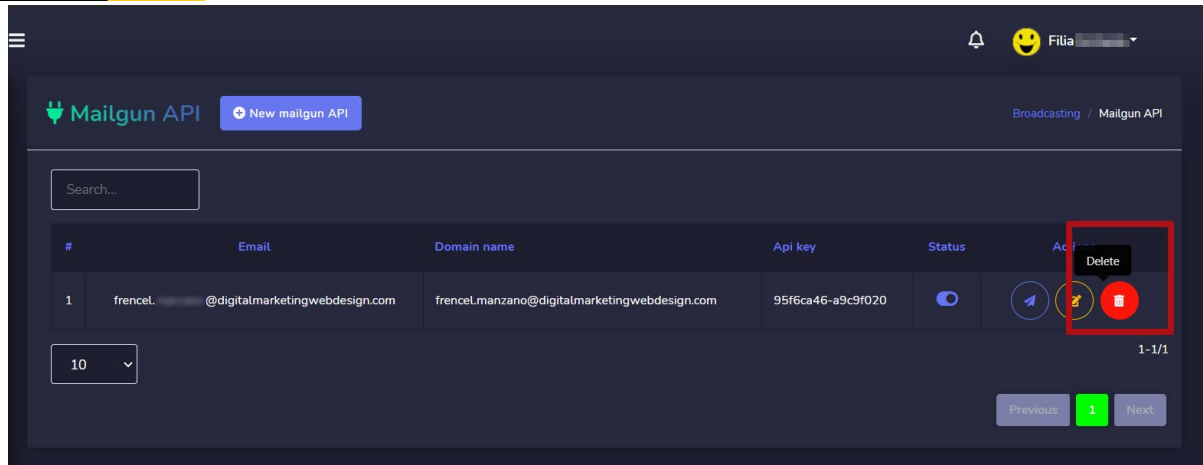 Filia
Mailgun API
New mailgun API
Broadcasting / Mailgun API
Search...
# Email Domain name Api key Status
Delete
1 frencel. @digitalmarketingwebdesign.com frencel.manzano@digitalmarketingwebdesign.com 95f6ca46-a9c9f020
10
1-1/1
Previous 1 Next